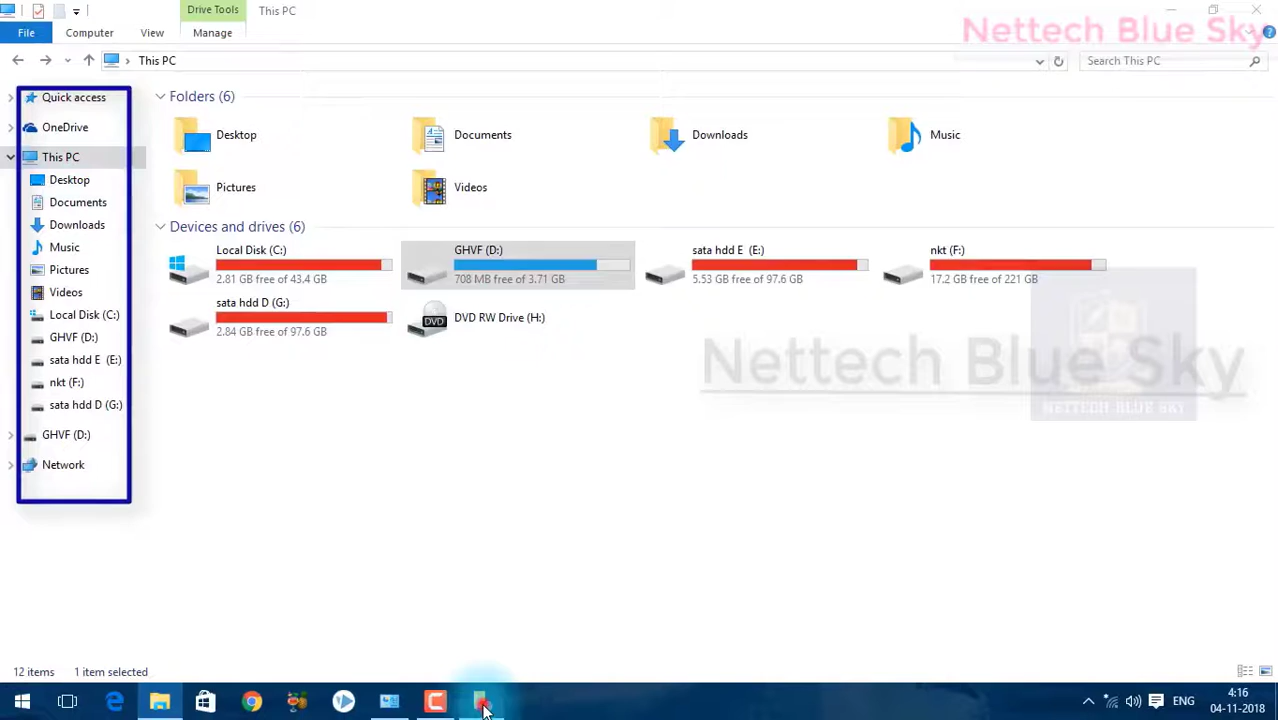 Drive Tools
This PC
Nettech Blue Sky
File
Computer
View
Manage
This PC
Search This PC
Quick access
OneDrive
This PC
Desktop
Documents
Downloads
Music
Pictures
Videos
Local Disk (C:)
GHVF (D:)
sata hdd E (E:)
nkt (F:)
sata hdd D (G:)
GHVF (D:)
Network
Folders (6)
Desktop
Documents
Downloads
Music
Pictures
Videos
Devices and drives (6)
Local Disk (C:)
2.81 GB free of 43.4 GB
GHVF (D:)
708 MB free of 3.71 GB
sata hdd E (E:)
5.53 GB free of 97.6 GB
nkt (F:)
17.2 GB free of 221 GB
sata hdd D (G:)
2.84 GB free of 97.6 GB
DVD
DVD RW Drive (H:)
Nettech Blue Sky
NETTECH BLUE SKY
12 items
1 item selected
ENG
4:16
04-11-2018